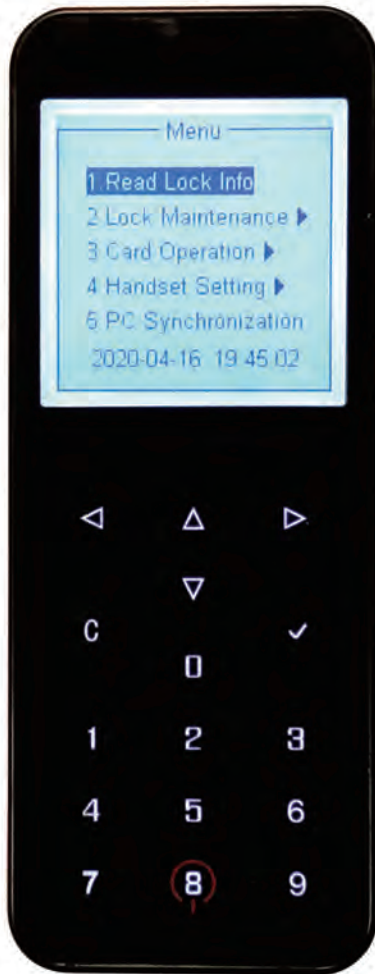 Menu
1.Read Lock Info
2 Lock Maintenance ▶
3 Card Operation ▶
4 Handset Setting ▶
5 PC Synchronization
2020-04-16 19:45:02
◁ △ ▷
▽
C ✓
0
1 2 3
4 5 6
7 8 9